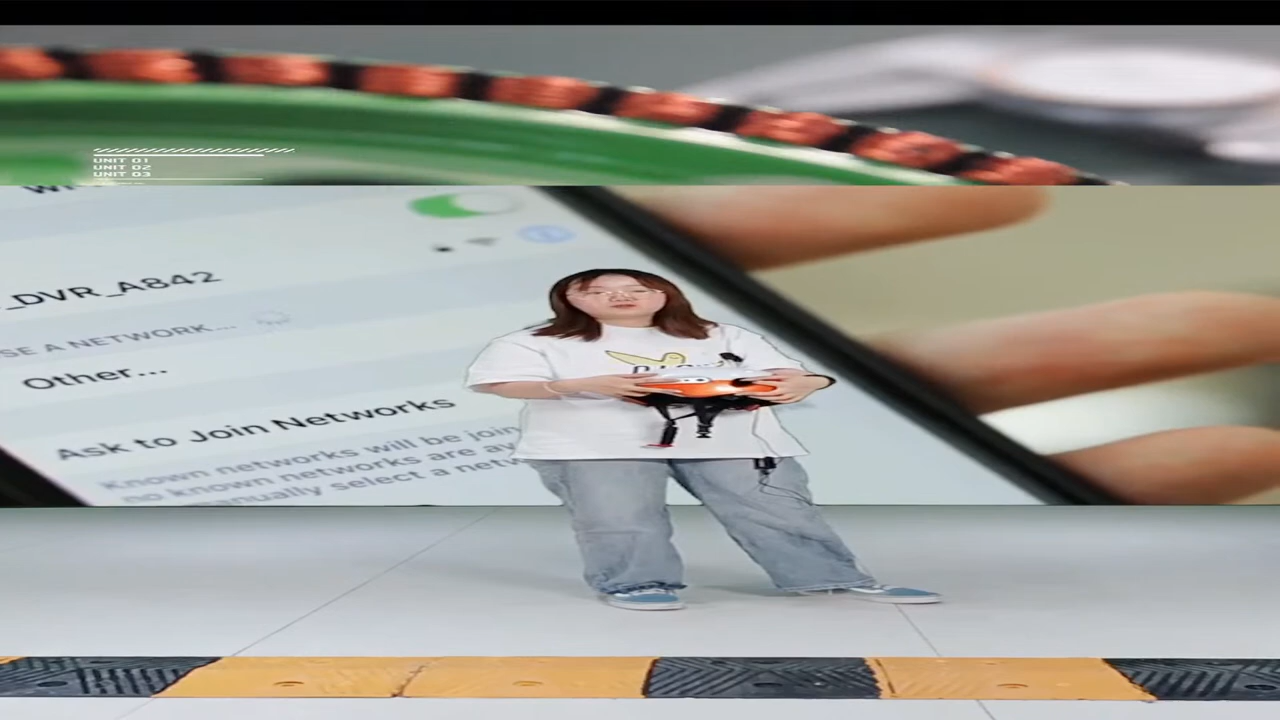 UNIT 01
UNIT 02
UNIT 03
_DVR_A842
SE A NETWORK...
Other...
Ask to Join Networks
Known networks will be join
no known networks are av
anually select a netw